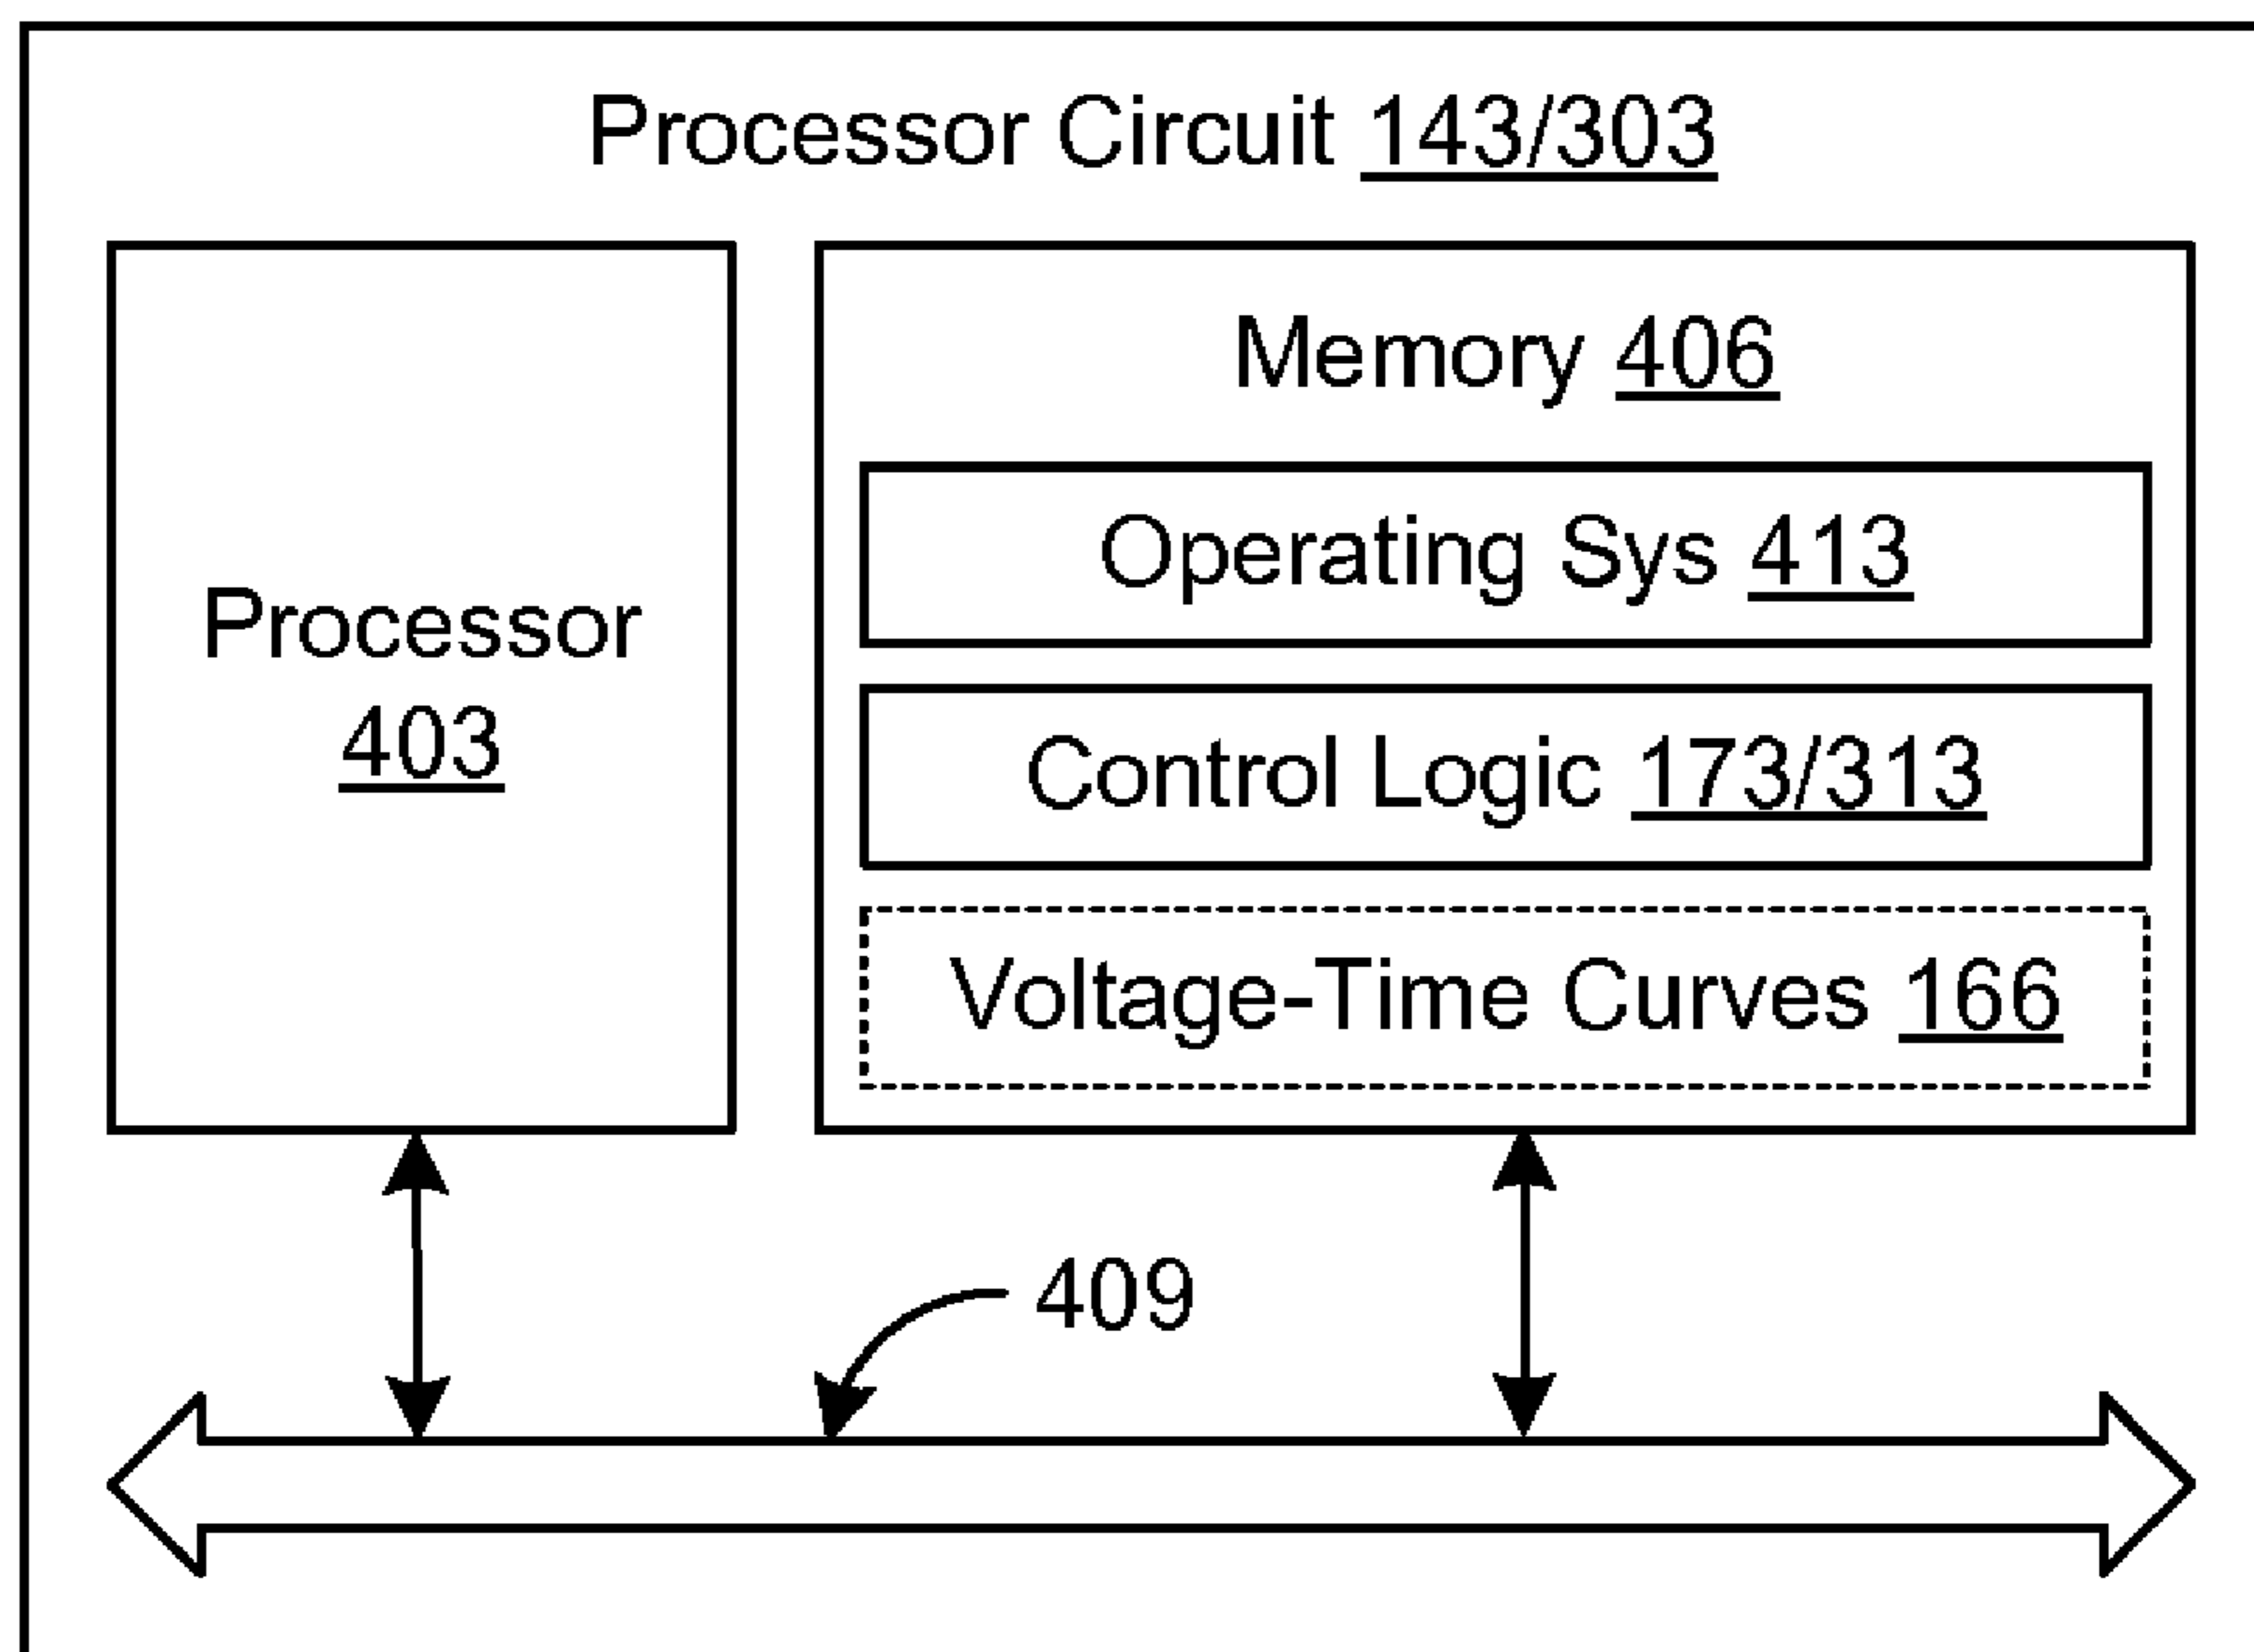 Processor Circuit 143/303
Processor
403
Memory 406
Operating Sys 413
Control Logic 173/313
Voltage-Time Curves 166
409